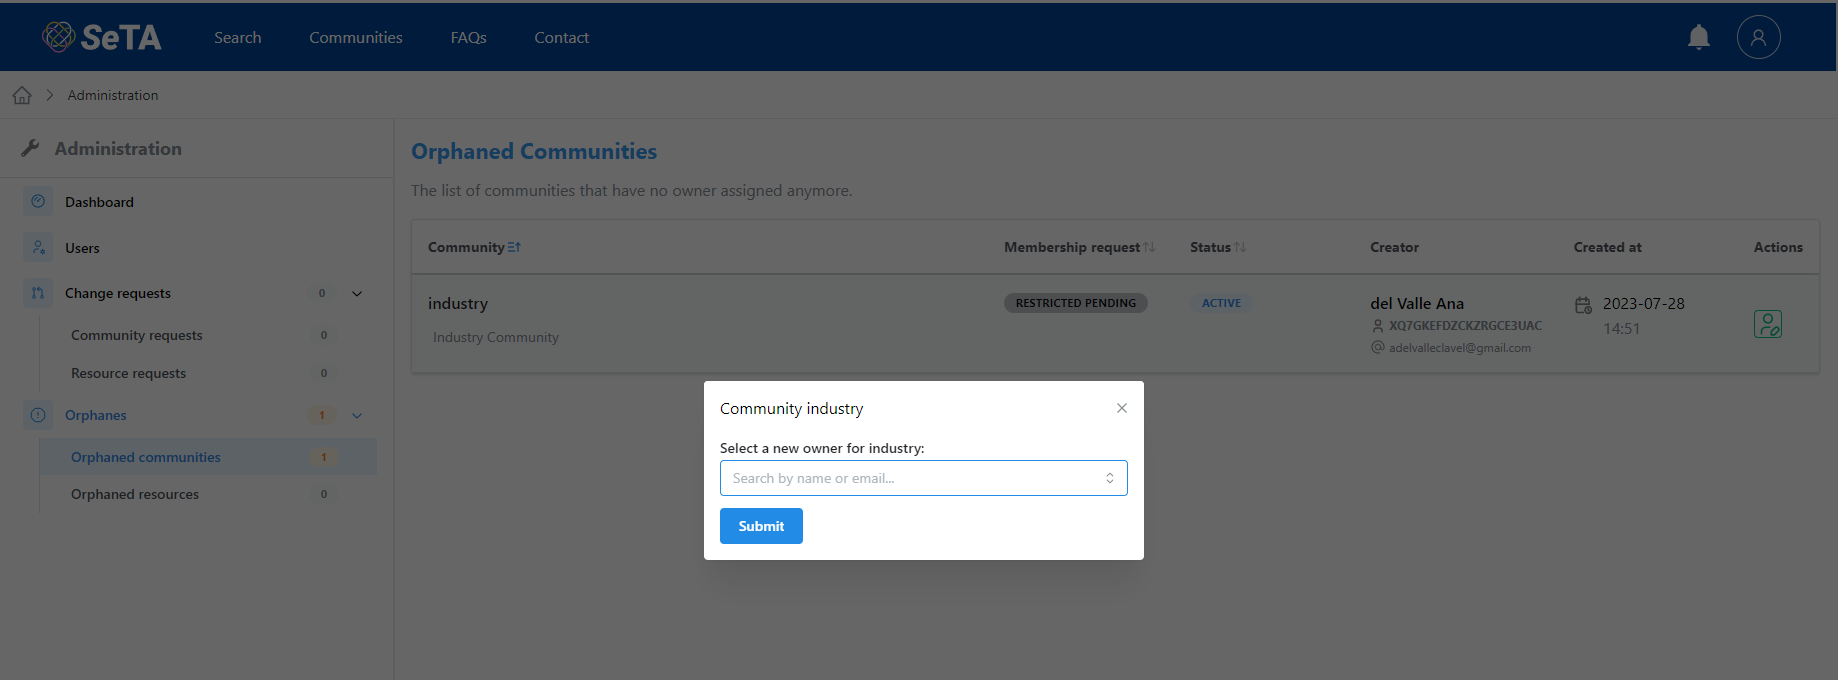 SeTA
Search
Communities
FAQs
Contact
Administration
Administration
Dashboard
Users
Change requests 0
Community requests 0
Resource requests 0
Orphanes 1
Orphaned communities 1
Orphaned resources 0
Orphaned Communities
The list of communities that have no owner assigned anymore.
Community Membership request Status Creator Created at Actions
industry RESTRICTED PENDING ACTIVE del Valle Ana 2023-07-28
XQ7GKEFDZCKZRGCE3UAC 14:51
Industry Community adelvalleclavel@gmail.com
Community industry
Select a new owner for industry:
Search by name or email...
Submit